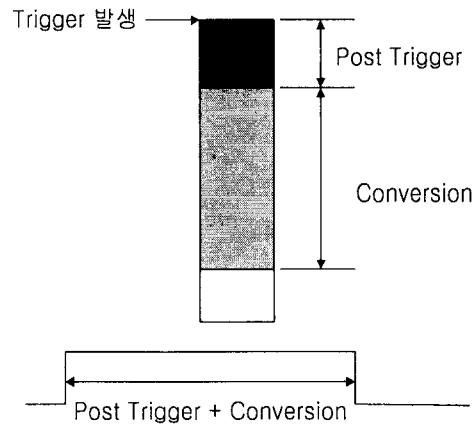 Trigger 발생
Post Trigger
Conversion
Post Trigger + Conversion